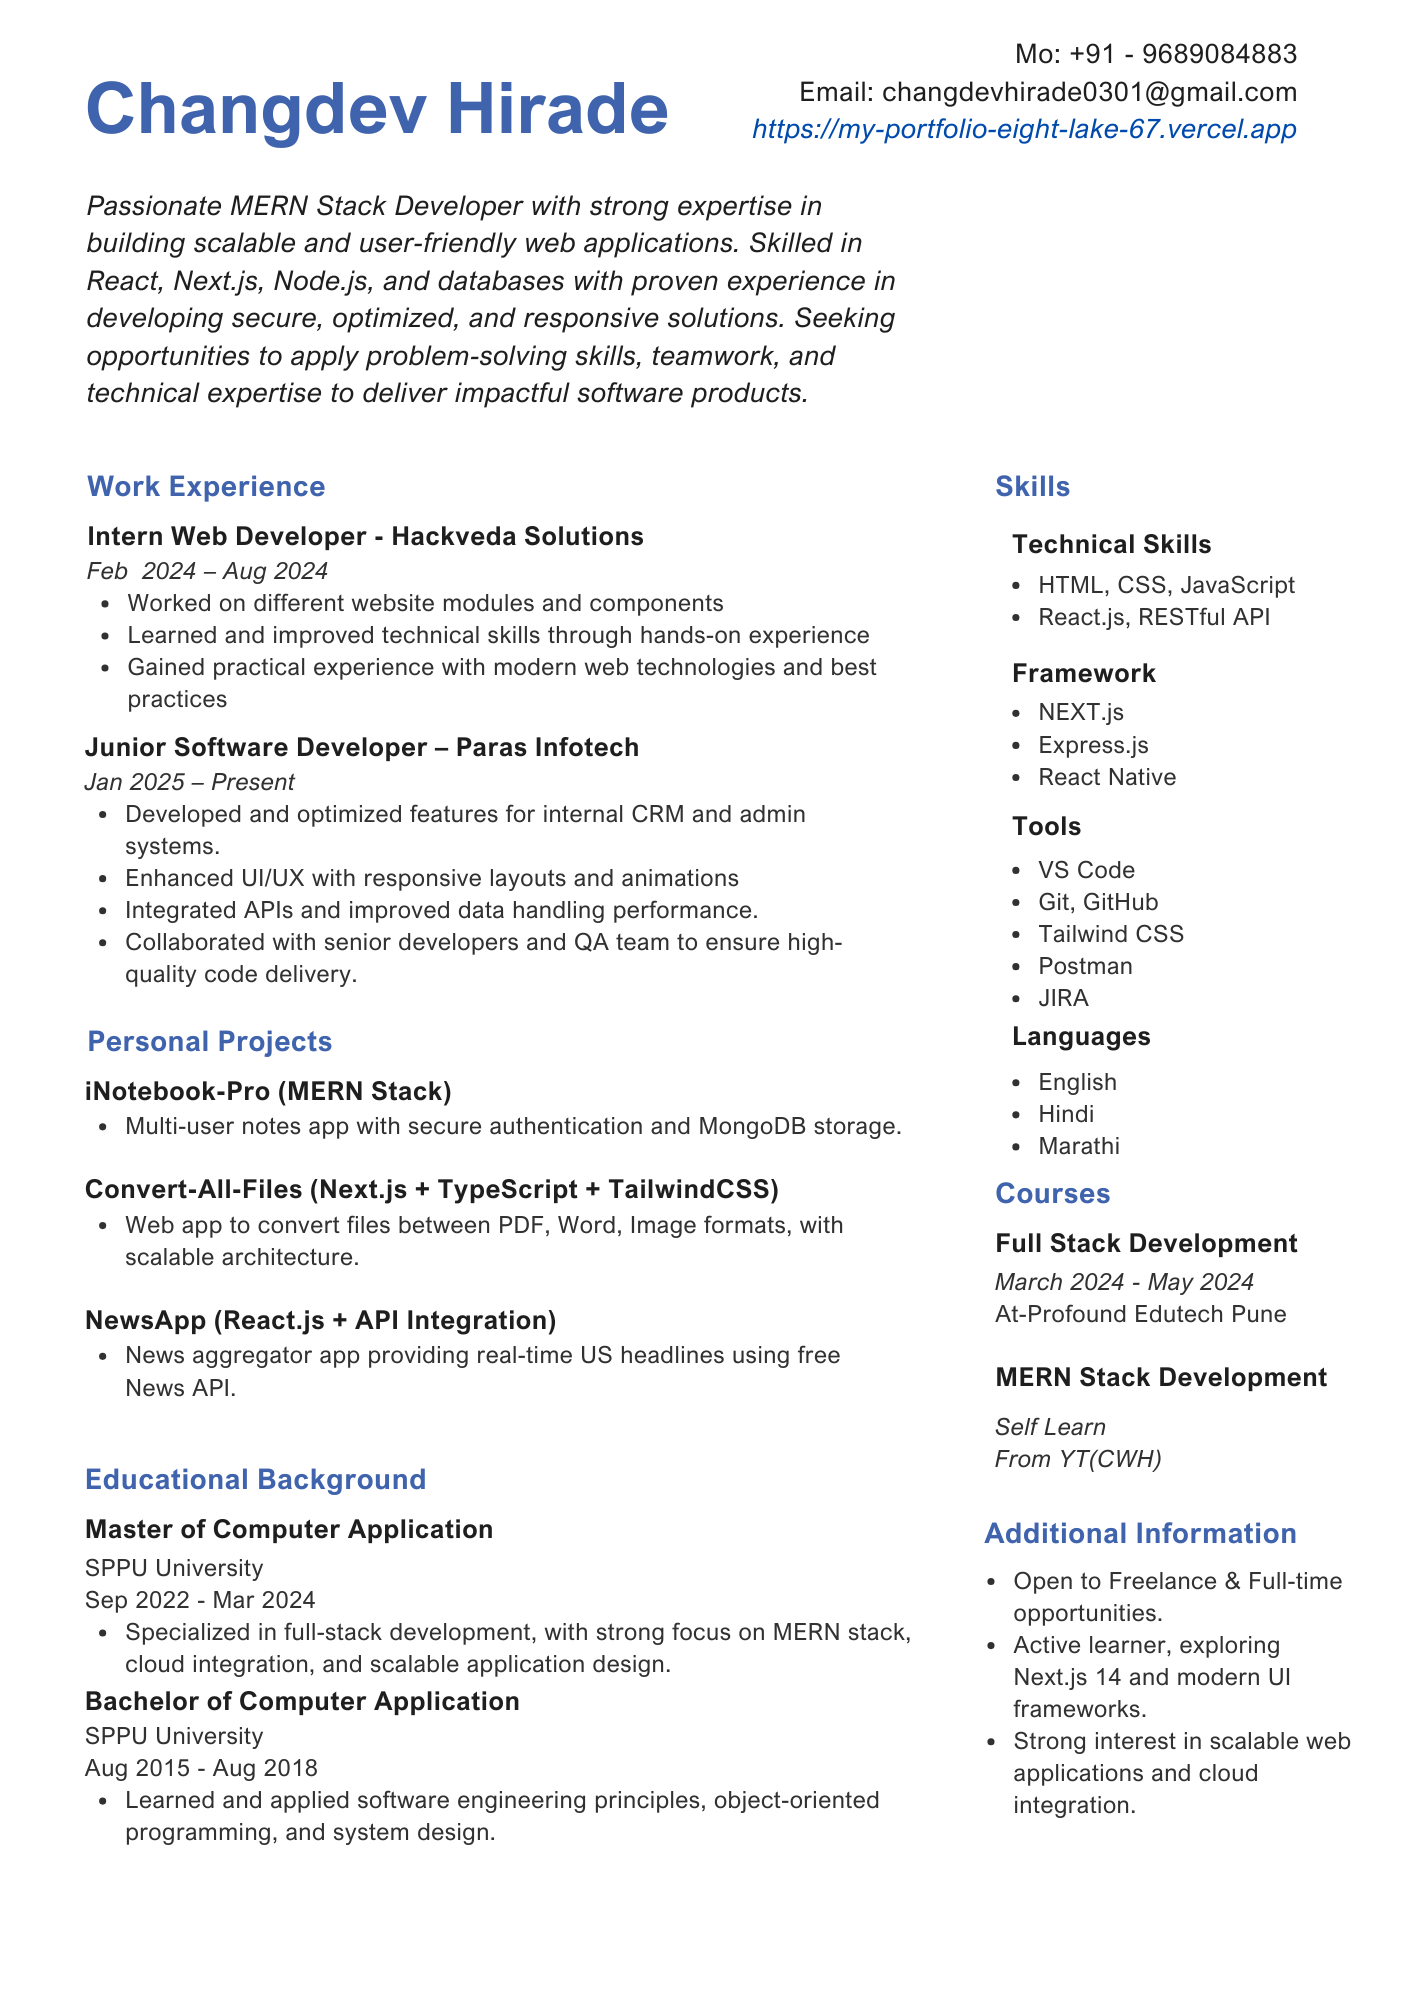 Changdev Hirade
Mo: +91 - 9689084883
Email: changdevhirade0301@gmail.com
https://my-portfolio-eight-lake-67.vercel.app
Passionate MERN Stack Developer with strong expertise in
building scalable and user-friendly web applications. Skilled in
React, Next.js, Node.js, and databases with proven experience in
developing secure, optimized, and responsive solutions. Seeking
opportunities to apply problem-solving skills, teamwork, and
technical expertise to deliver impactful software products.
Work Experience
Intern Web Developer - Hackveda Solutions
Feb  2024 – Aug 2024
• Worked on different website modules and components
• Learned and improved technical skills through hands-on experience
• Gained practical experience with modern web technologies and best
practices
Junior Software Developer – Paras Infotech
Jan 2025 – Present
• Developed and optimized features for internal CRM and admin
systems.
• Enhanced UI/UX with responsive layouts and animations
• Integrated APIs and improved data handling performance.
• Collaborated with senior developers and QA team to ensure high-
quality code delivery.
Personal Projects
iNotebook-Pro (MERN Stack)
• Multi-user notes app with secure authentication and MongoDB storage.
Convert-All-Files (Next.js + TypeScript + TailwindCSS)
• Web app to convert files between PDF, Word, Image formats, with
scalable architecture.
NewsApp (React.js + API Integration)
• News aggregator app providing real-time US headlines using free
News API.
Educational Background
Master of Computer Application
SPPU University
Sep 2022 - Mar 2024
• Specialized in full-stack development, with strong focus on MERN stack,
cloud integration, and scalable application design.
Bachelor of Computer Application
SPPU University
Aug 2015 - Aug 2018
• Learned and applied software engineering principles, object-oriented
programming, and system design.
Skills
Technical Skills
• HTML, CSS, JavaScript
• React.js, RESTful API
Framework
• NEXT.js
• Express.js
• React Native
Tools
• VS Code
• Git, GitHub
• Tailwind CSS
• Postman
• JIRA
Languages
• English
• Hindi
• Marathi
Courses
Full Stack Development
March 2024 - May 2024
At-Profound Edutech Pune
MERN Stack Development
Self Learn
From YT(CWH)
Additional Information
• Open to Freelance & Full-time
opportunities.
• Active learner, exploring
Next.js 14 and modern UI
frameworks.
• Strong interest in scalable web
applications and cloud
integration.